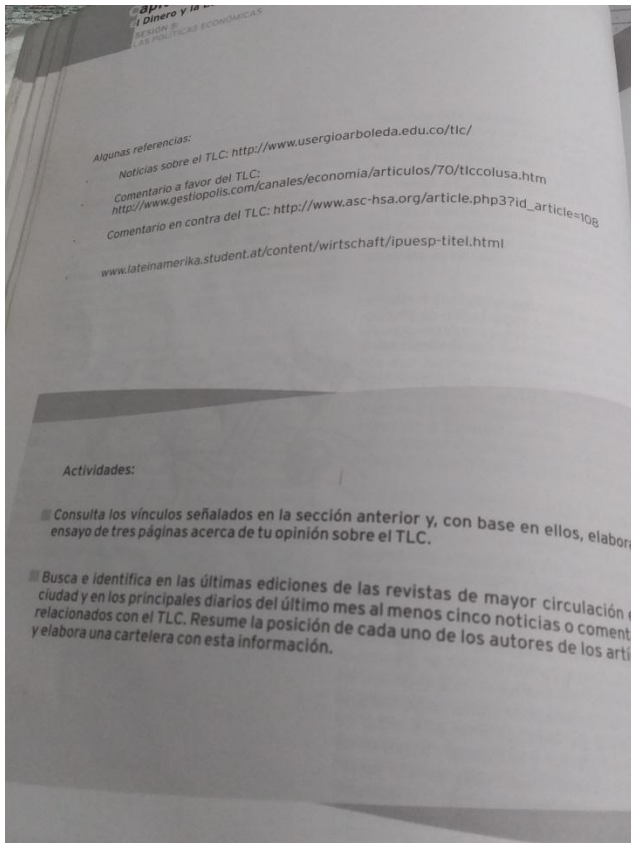 l Dinero y la
SESIÓN 5:
LAS POLÍTICAS ECONÓMICAS
Algunas referencias:
Noticias sobre el TLC: http://www.usergioarboleda.edu.co/tlc/
Comentario a favor del TLC:
http://www.gestiopolis.com/canales/economia/articulos/70/tlccolusa.htm
Comentario en contra del TLC: http://www.asc-hsa.org/article.php3?id_article=108
www.lateinamerika.student.at/content/wirtschaft/ipuesp-titel.html
Actividades:
Consulta los vínculos señalados en la sección anterior y, con base en ellos, elabora
ensayo de tres páginas acerca de tu opinión sobre el TLC.
Busca e identifica en las últimas ediciones de las revistas de mayor circulación
ciudad y en los principales diarios del último mes al menos cinco noticias o coment
relacionados con el TLC. Resume la posición de cada uno de los autores de los artí
y elabora una cartelera con esta información.